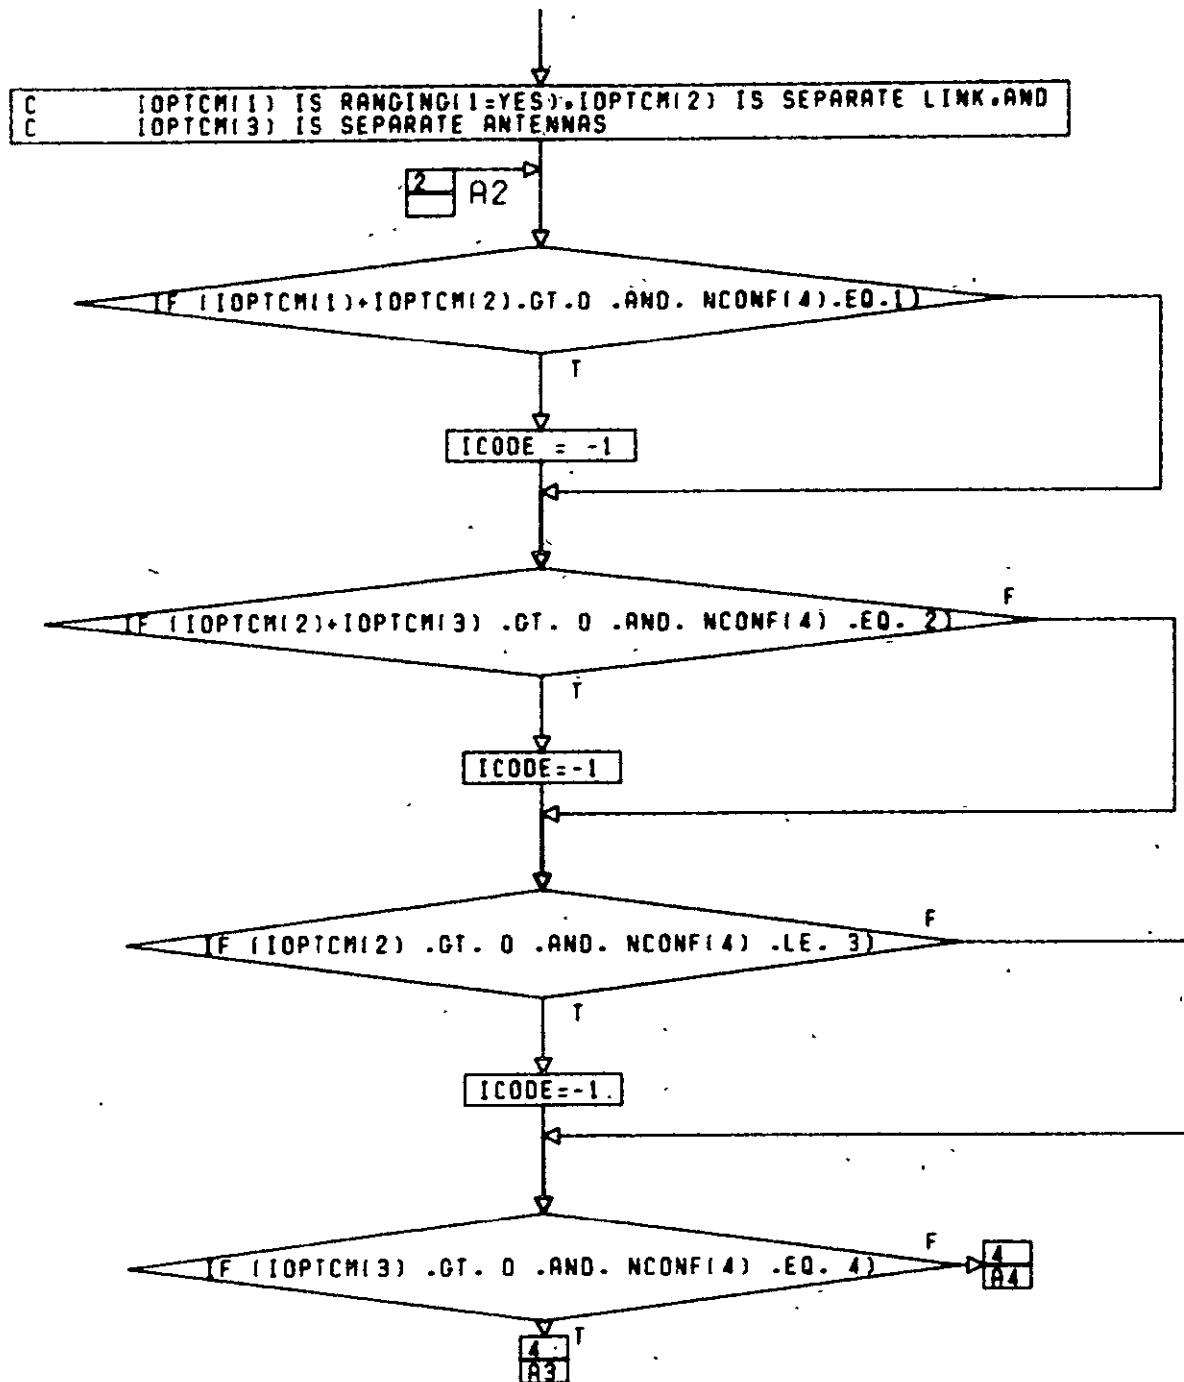 C IOPTCM(1) IS RANGING(1=YES),IOPTCM(2) IS SEPARATE LINK,AND
C IOPTCM(3) IS SEPARATE ANTENNAS
2 A2
IF (IOPTCM(1)+IOPTCM(2).GT.0 .AND. NCONF(4).EQ.1)
T
ICODE = -1
F
IF (IOPTCM(2)+IOPTCM(3) .GT. 0 .AND. NCONF(4) .EQ. 2)
T
ICODE=-1
F
IF (IOPTCM(2) .GT. 0 .AND. NCONF(4) .LE. 3)
T
ICODE=-1
F
IF (IOPTCM(3) .GT. 0 .AND. NCONF(4) .EQ. 4)
4
A4
T
4
A3